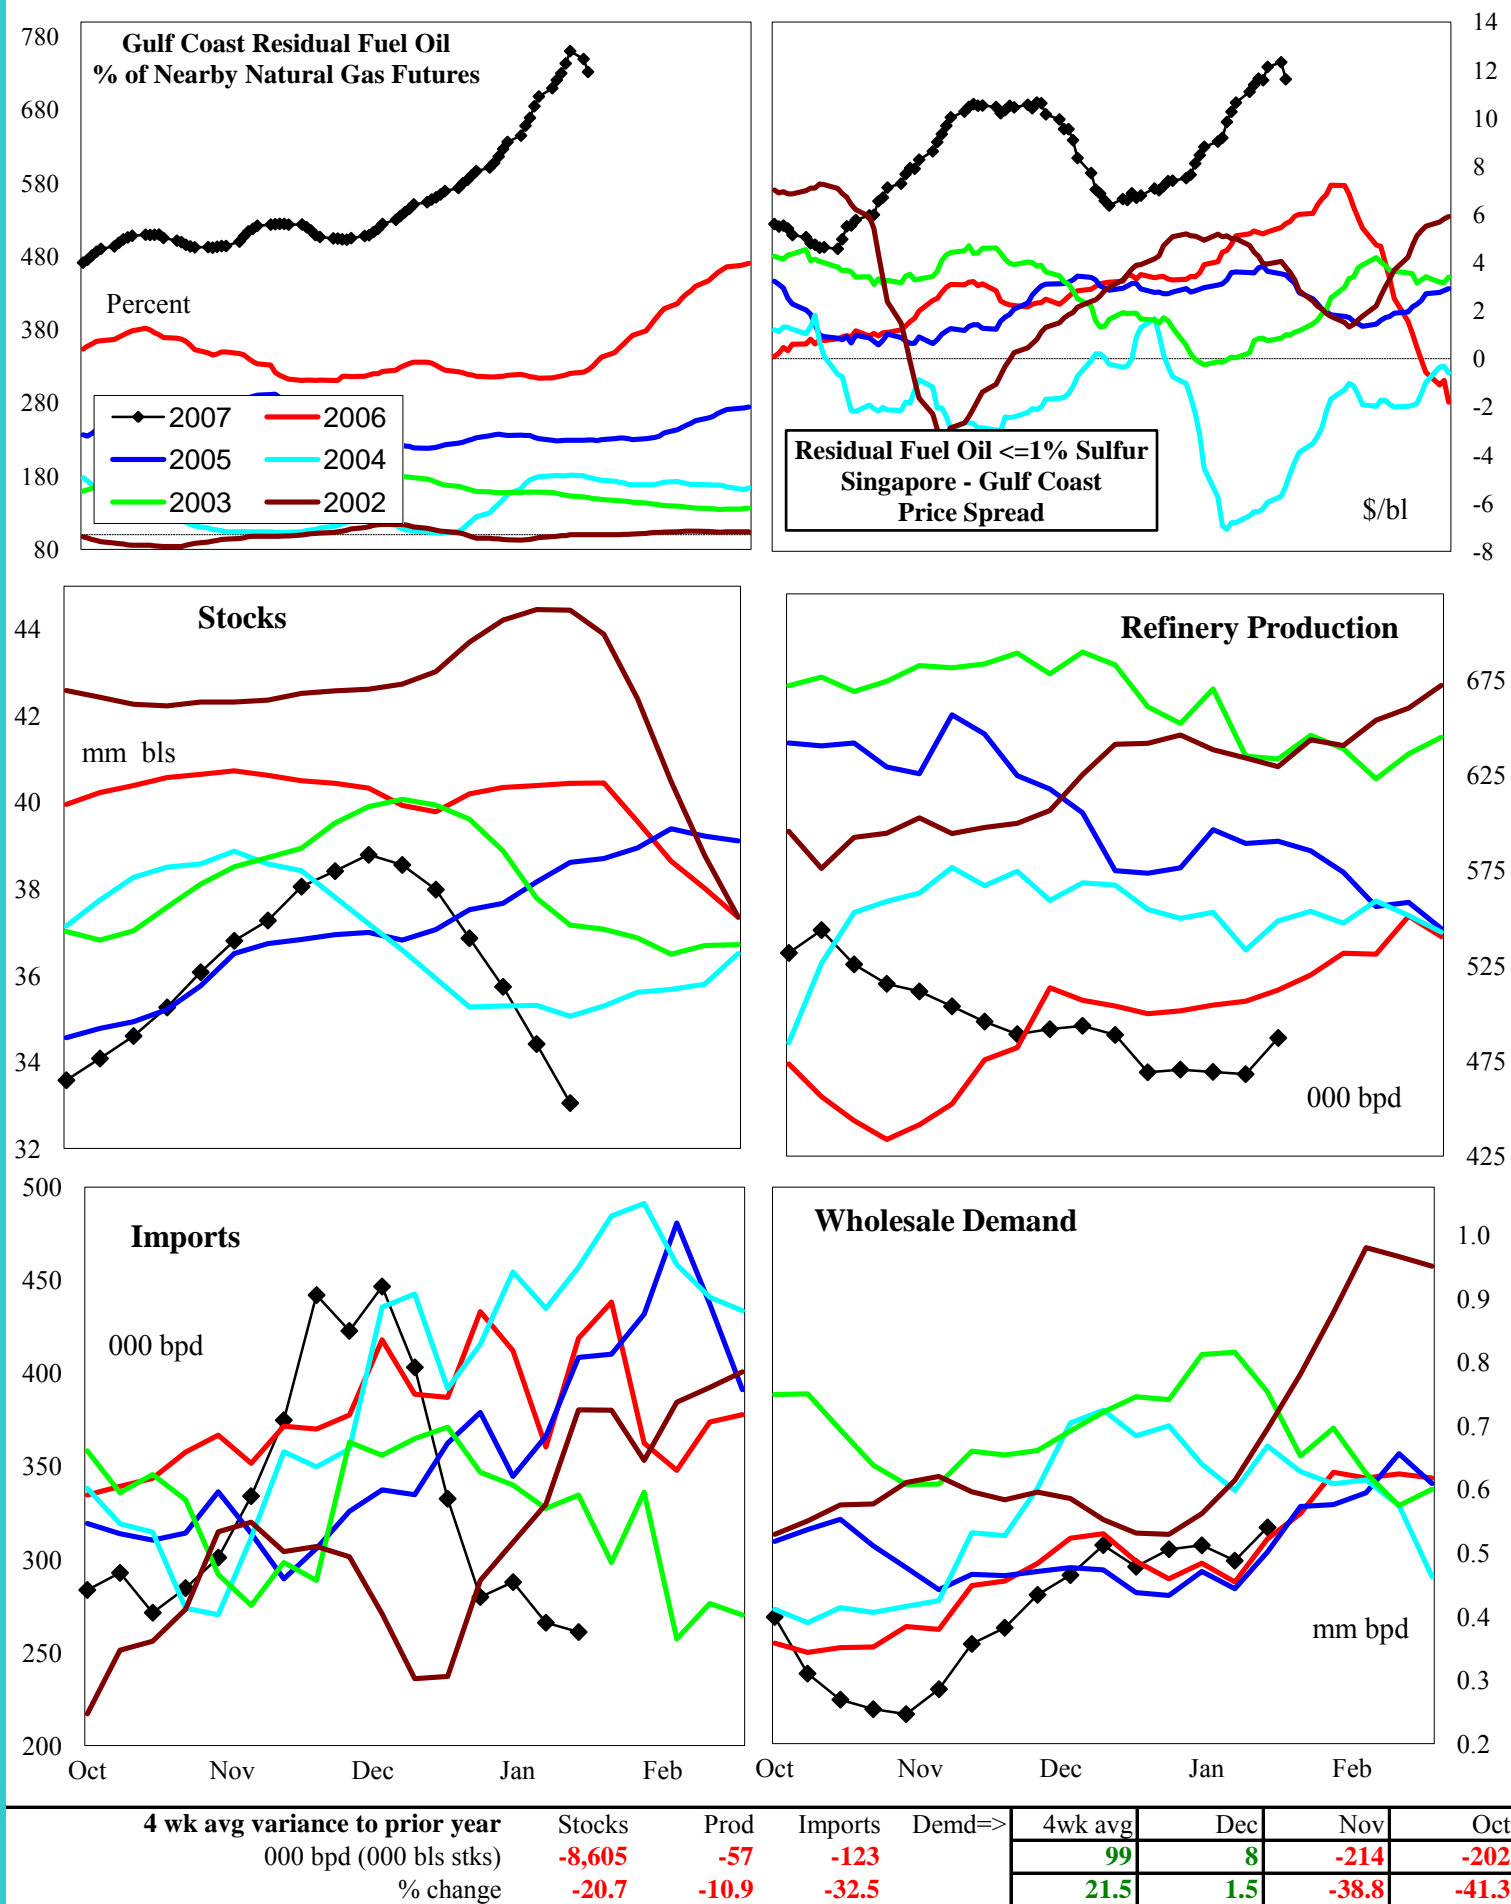 Gulf Coast Residual Fuel Oil
% of Nearby Natural Gas Futures
Percent
780
680
580
480
380
280
180
80
2007
2006
2005
2004
2003
2002
14
12
10
8
6
4
2
0
-2
-4
-6
-8
Residual Fuel Oil <=1% Sulfur
Singapore - Gulf Coast
Price Spread
$/bl
Stocks
mm bls
44
42
40
38
36
34
32
Refinery Production
000 bpd
675
625
575
525
475
425
Imports
000 bpd
500
450
400
350
300
250
200
Oct Nov Dec Jan Feb
Wholesale Demand
mm bpd
1.0
0.9
0.8
0.7
0.6
0.5
0.4
0.3
0.2
Oct Nov Dec Jan Feb
4 wk avg variance to prior year Stocks Prod Imports Demd=> 4wk avg Dec Nov Oct
000 bpd (000 bls stks) -8,605 -57 -123 99 8 -214 -202
% change -20.7 -10.9 -32.5 21.5 1.5 -38.8 -41.3